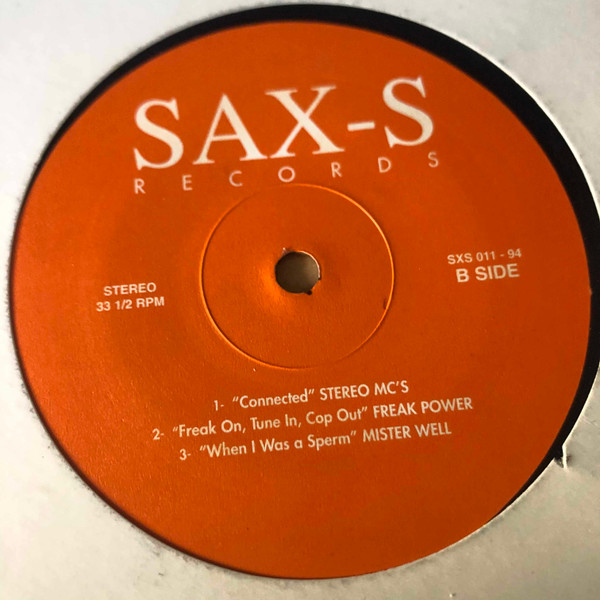 SAX-S
RECORDS
STEREO
33 1/2 RPM
SXS 011 - 94
B SIDE
1- "Connected" STEREO MC'S
2- "Freak On, Tune In, Cop Out" FREAK POWER
3- "When I Was a Sperm" MISTER WELL